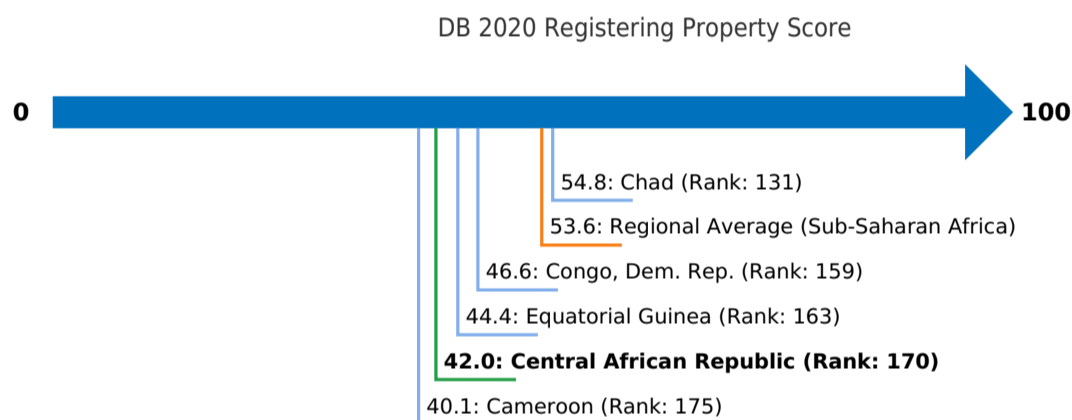 DB 2020 Registering Property Score
0
100
54.8: Chad (Rank: 131)
53.6: Regional Average (Sub-Saharan Africa)
46.6: Congo, Dem. Rep. (Rank: 159)
44.4: Equatorial Guinea (Rank: 163)
42.0: Central African Republic (Rank: 170)
40.1: Cameroon (Rank: 175)